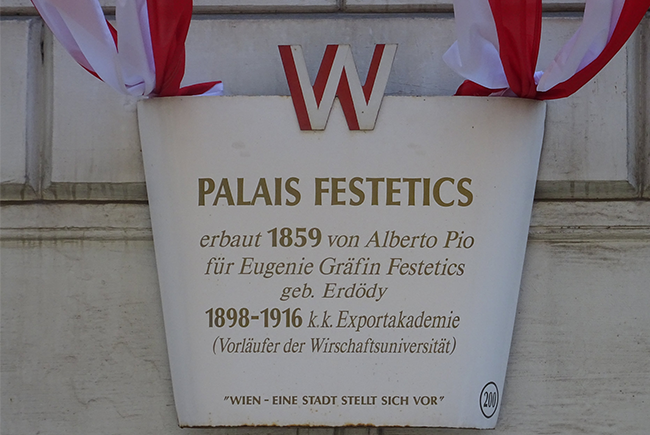 W
PALAIS FESTETICS
erbaut 1859 von Alberto Pio
für Eugenie Gräfin Festetics
geb. Erdödy
1898-1916 k.k. Exportakademie
(Vorläufer der Wirschaftsuniversität)
"WIEN - EINE STADT STELLT SICH VOR"
200